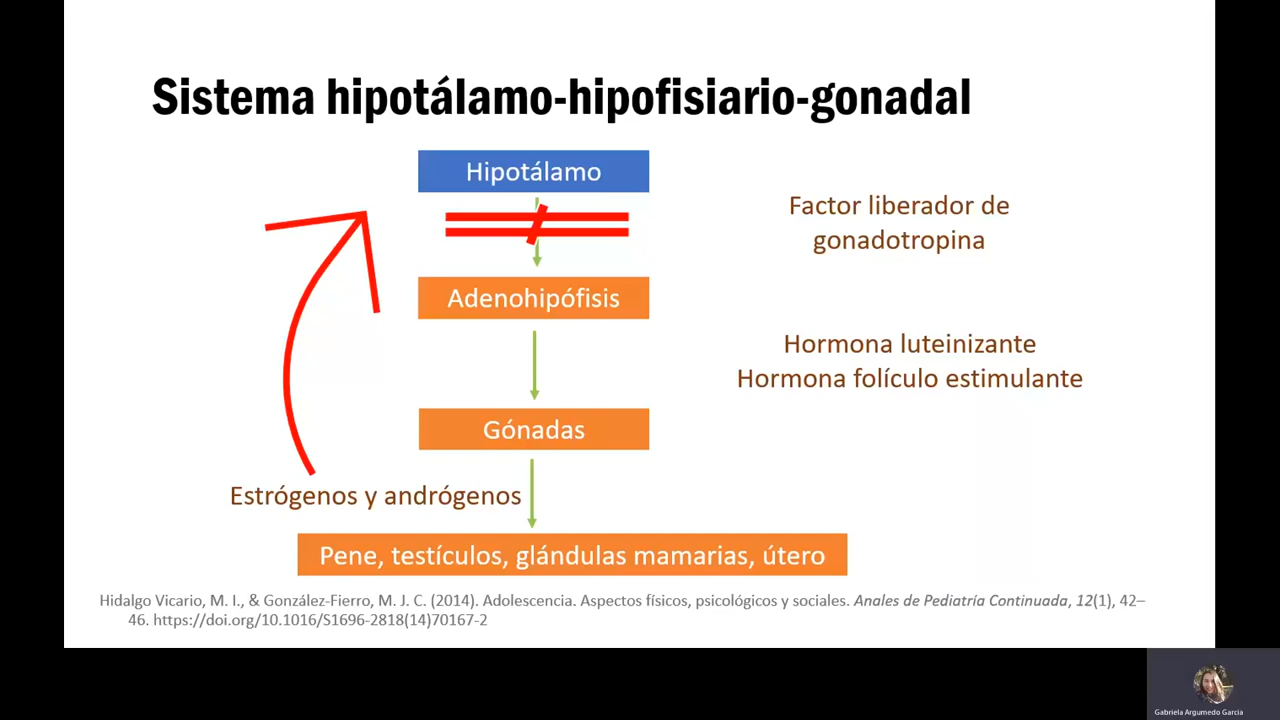 Sistema hipotálamo-hipofisiario-gonadal
Hipotálamo
Factor liberador de
gonadotropina
Adenohipófisis
Hormona luteinizante
Hormona folículo estimulante
Gónadas
Estrógenos y andrógenos
Pene, testículos, glándulas mamarias, útero
Hidalgo Vicario, M. I., & González-Fierro, M. J. C. (2014). Adolescencia. Aspectos físicos, psicológicos y sociales. Anales de Pediatría Continuada, 12(1), 42–
46. https://doi.org/10.1016/S1696-2818(14)70167-2
Gabriela Argumedo Garcia